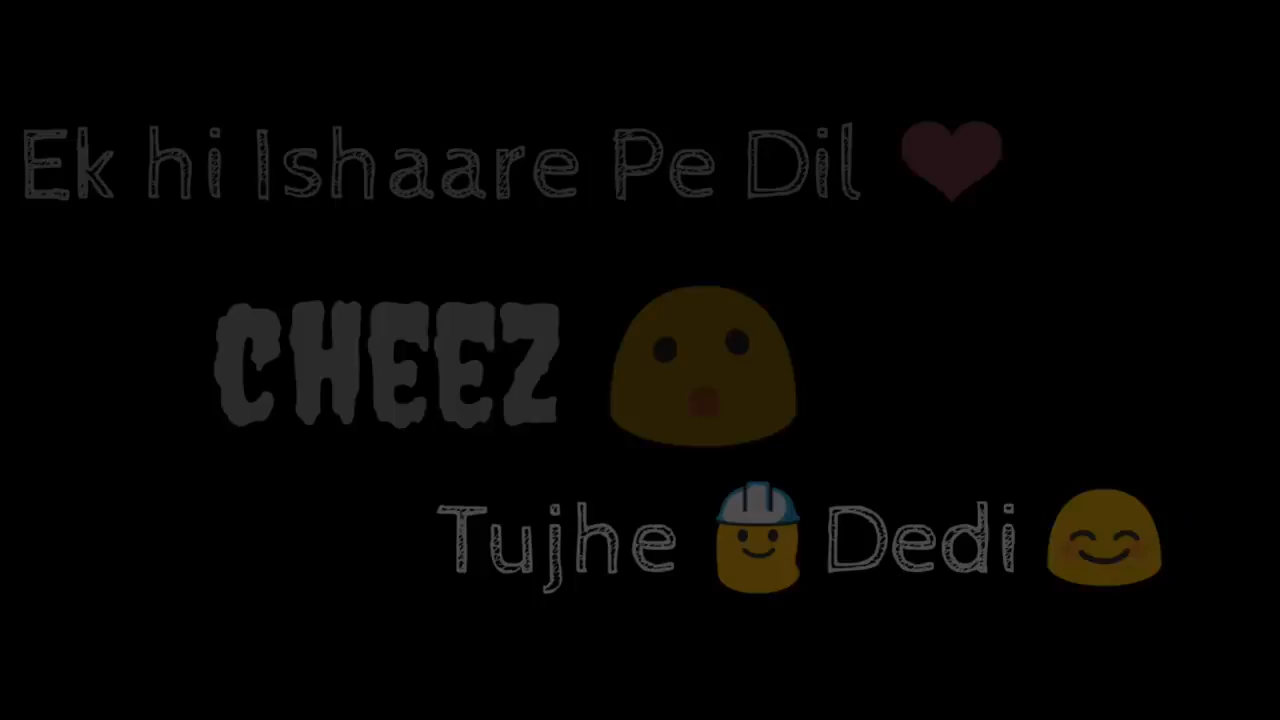 Ek hi Ishaare Pe Dil ❤
CHEEZ 😮
Tujhe 👷 Dedi 😊